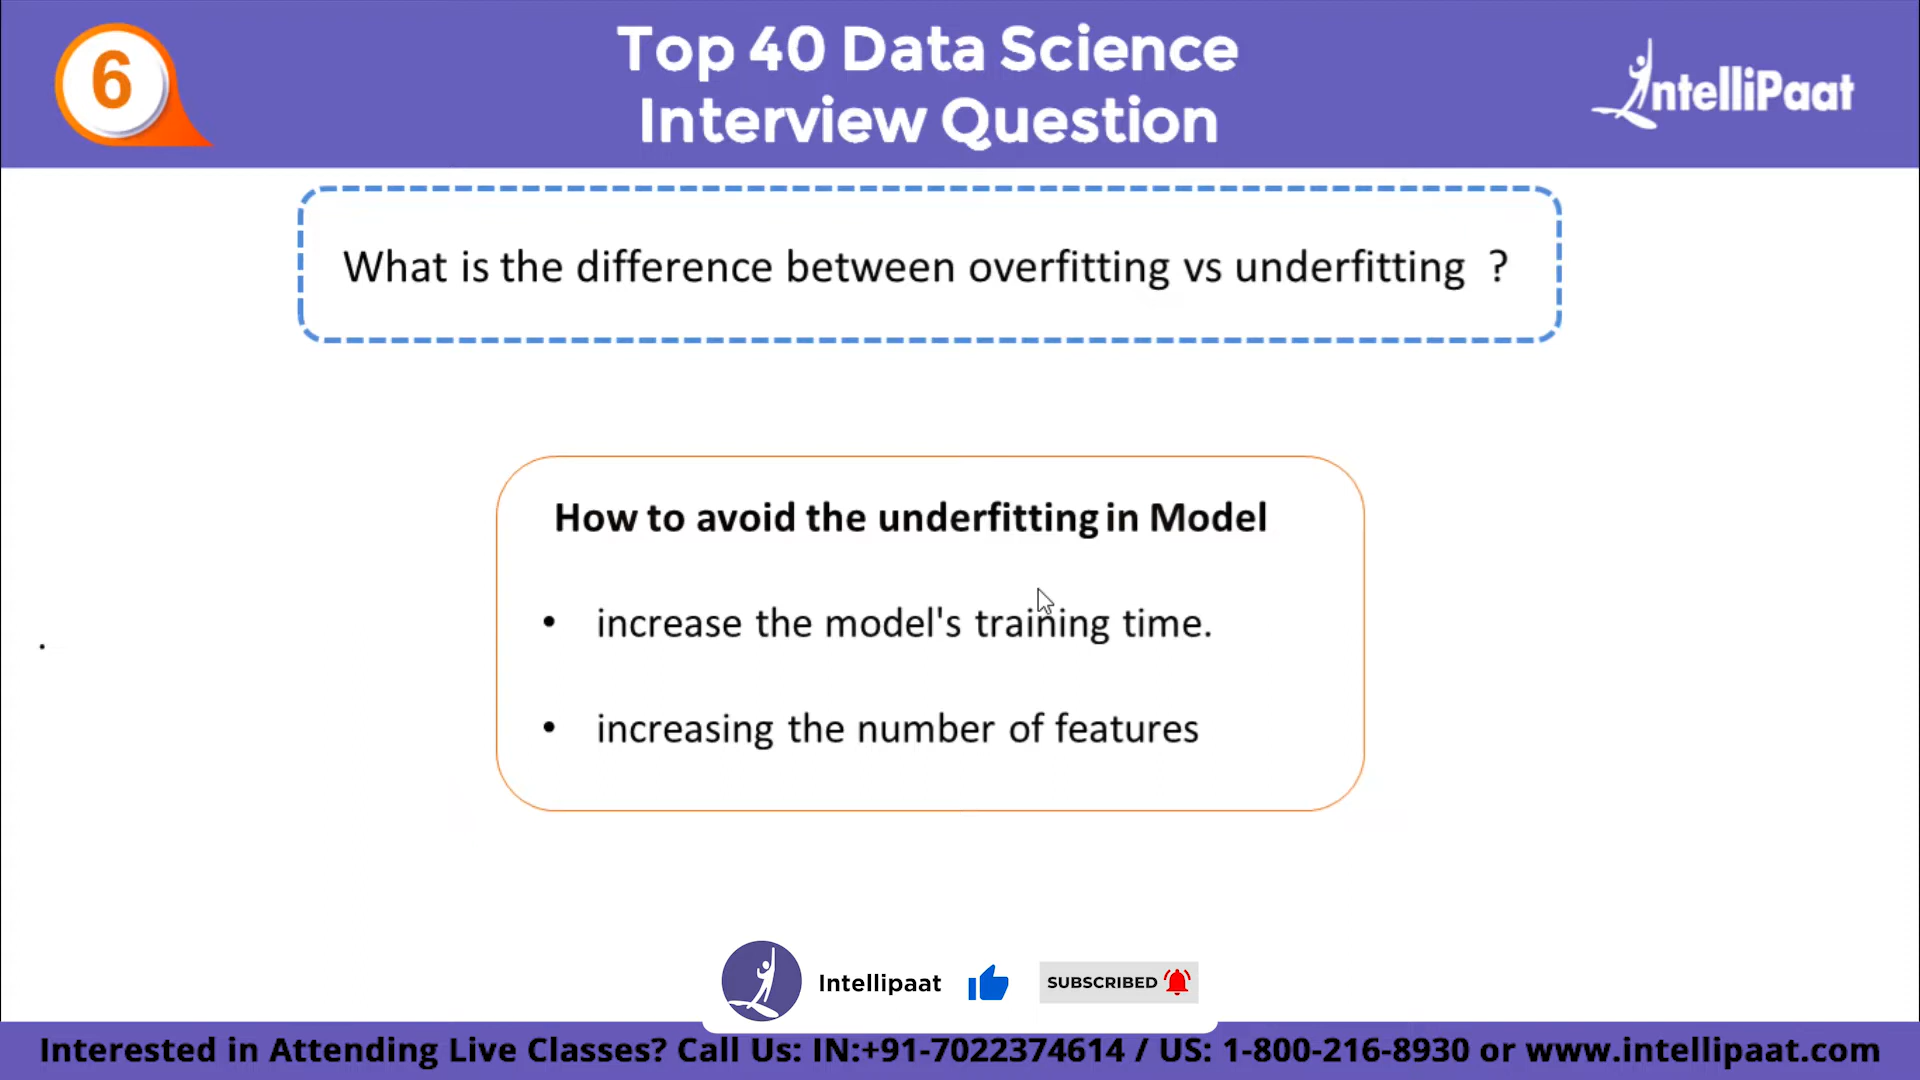 6
Top 40 Data Science
Interview Question
IntelliPaat
What is the difference between overfitting vs underfitting ?
How to avoid the underfitting in Model
• increase the model's training time.
• increasing the number of features
.
Intellipaat
SUBSCRIBED
Interested in Attending Live Classes? Call Us: IN:+91-7022374614 / US: 1-800-216-8930 or www.intellipaat.com